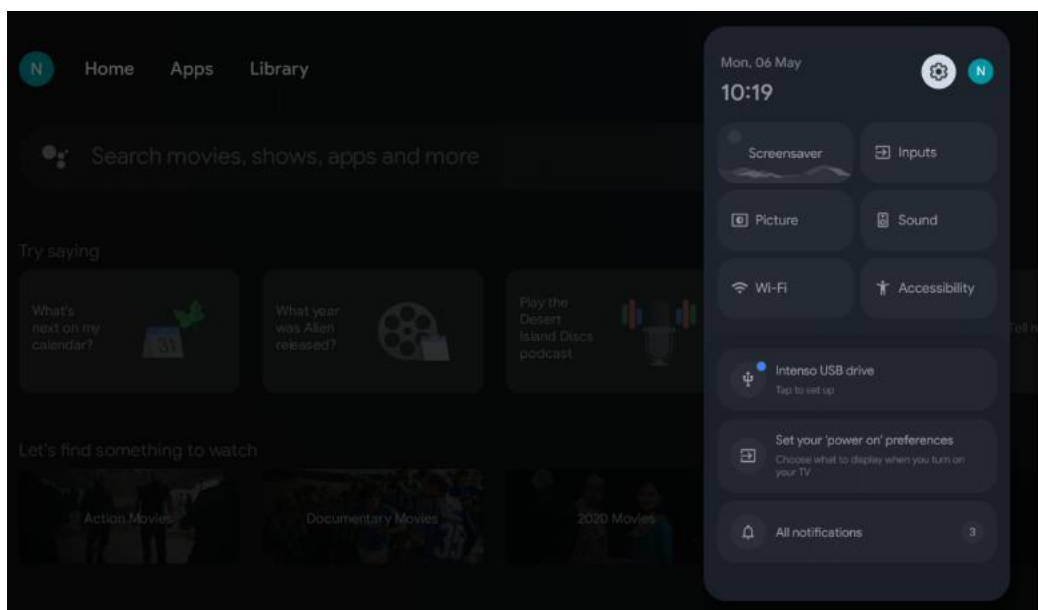 N
Home
Apps
Library
Search movies, shows, apps and more
Try saying
What's
next on my
calendar?
31
What year
was Alien
released?
Play the
Desert
Island Discs
podcast
Tell
Let's find something to watch
Action Movies
Documentary Movies
2020 Movies
Mon, 06 May
10:19
N
Screensaver
Inputs
Picture
Sound
Wi-Fi
Accessibility
Intenso USB drive
Tap to set up
Set your 'power on' preferences
Choose what to display when you turn on
your TV
All notifications
3